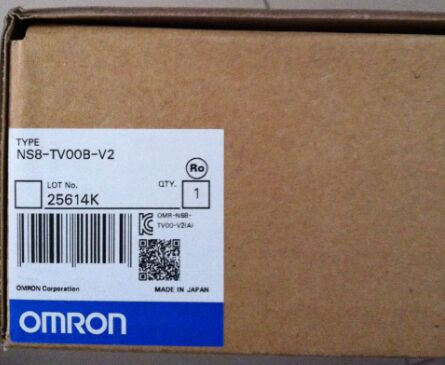 TYPE
NS8-TV00B-V2
Ro
LOT No.
QTY.
25614K
1
OMR-NS8-
TV00-V2(A)
OMRON Corporation
MADE IN JAPAN
OMRON